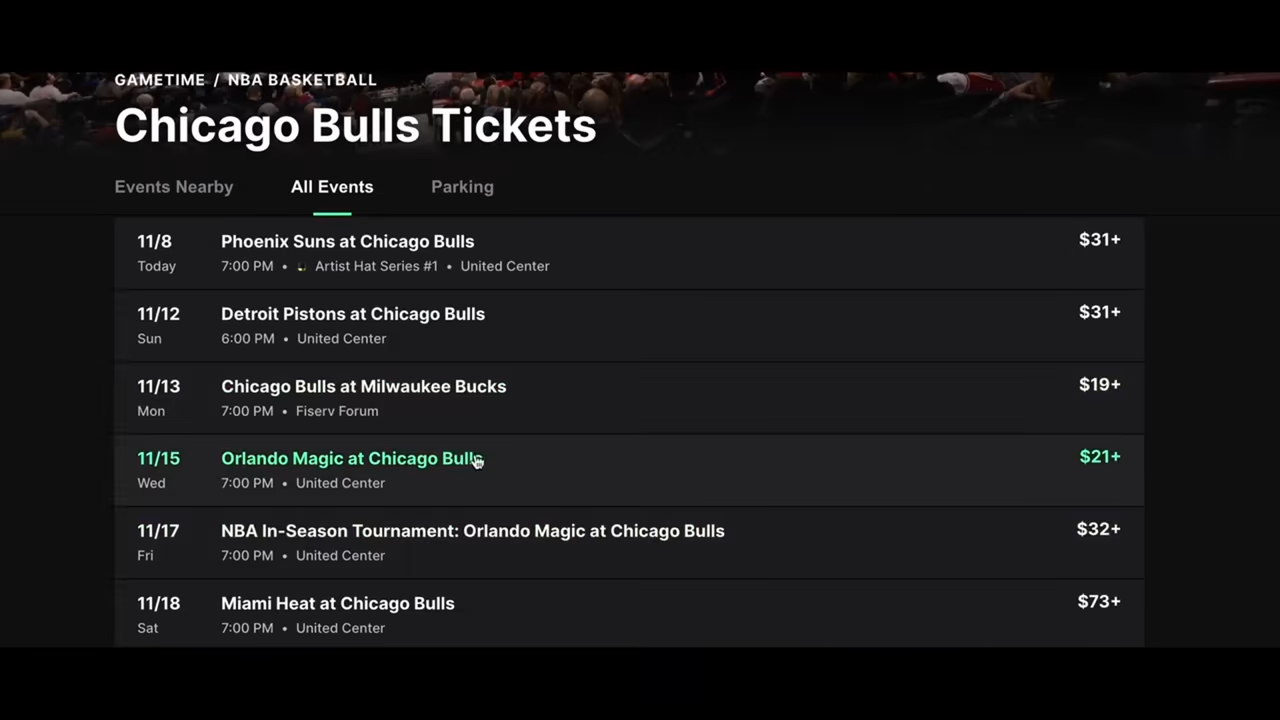 GAMETIME / NBA BASKETBALL
Chicago Bulls Tickets
Events Nearby All Events Parking
11/8 Phoenix Suns at Chicago Bulls $31+
Today 7:00 PM • Artist Hat Series #1 • United Center
11/12 Detroit Pistons at Chicago Bulls $31+
Sun 6:00 PM • United Center
11/13 Chicago Bulls at Milwaukee Bucks $19+
Mon 7:00 PM • Fiserv Forum
11/15 Orlando Magic at Chicago Bulls $21+
Wed 7:00 PM • United Center
11/17 NBA In-Season Tournament: Orlando Magic at Chicago Bulls $32+
Fri 7:00 PM • United Center
11/18 Miami Heat at Chicago Bulls $73+
Sat 7:00 PM • United Center